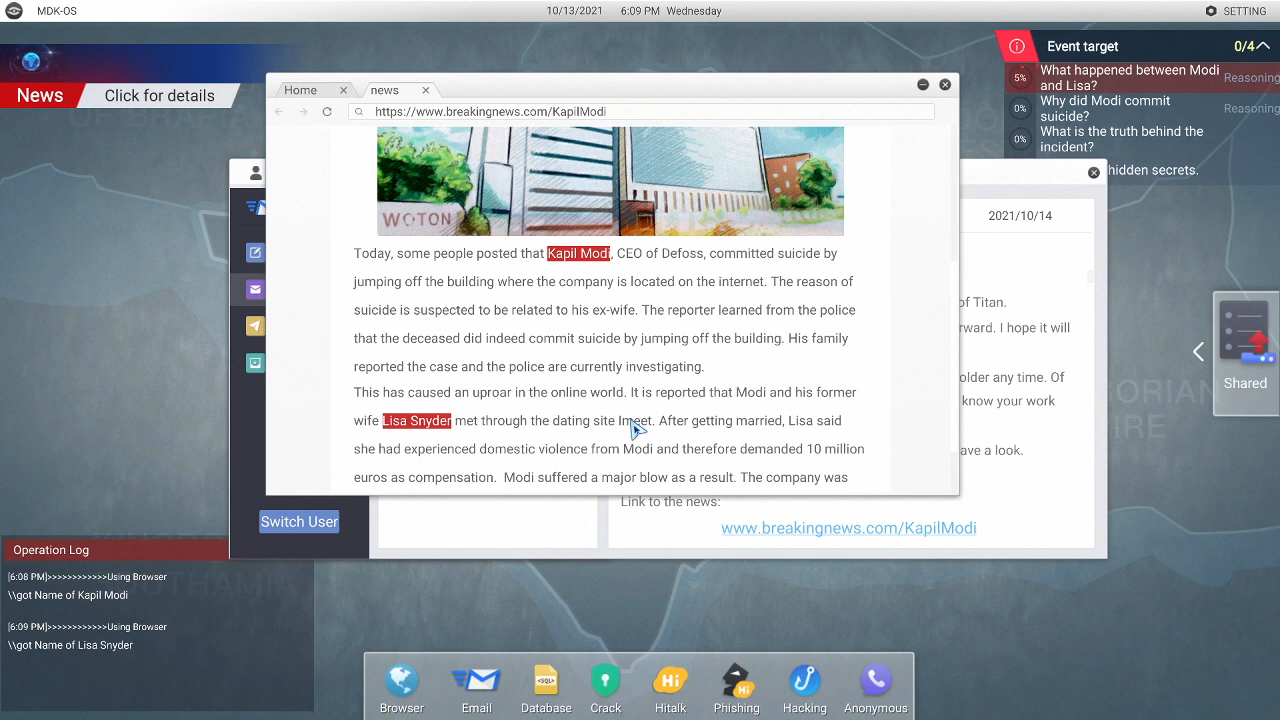 MDK-OS
10/13/2021 6:09 PM Wednesday
SETTING
News
Click for details
Event target
0/4
5%
What happened between Modi
and Lisa?
Reasoning
0%
Why did Modi commit
suicide?
Reasoning
0%
What is the truth behind the
incident?
hidden secrets.
Home
news
https://www.breakingnews.com/KapilModi
WOTON
Today, some people posted that Kapil Modi, CEO of Defoss, committed suicide by
jumping off the building where the company is located on the internet. The reason of
suicide is suspected to be related to his ex-wife. The reporter learned from the police
that the deceased did indeed commit suicide by jumping off the building. His family
reported the case and the police are currently investigating.
This has caused an uproar in the online world. It is reported that Modi and his former
wife Lisa Snyder met through the dating site Imeet. After getting married, Lisa said
she had experienced domestic violence from Modi and therefore demanded 10 million
euros as compensation. Modi suffered a major blow as a result. The company was
2021/10/14
of Titan.
rward. I hope it will
older any time. Of
know your work
ave a look.
Link to the news:
www.breakingnews.com/KapilModi
Switch User
Shared
Operation Log
[6:08 PM]>>>>>>>>>>>>Using Browser
\\got Name of Kapil Modi
[6:09 PM]>>>>>>>>>>>>Using Browser
\\got Name of Lisa Snyder
Browser
Email
<SQL>
Database
Crack
Hi
Hitalk
Hi
Phishing
Hacking
Anonymous